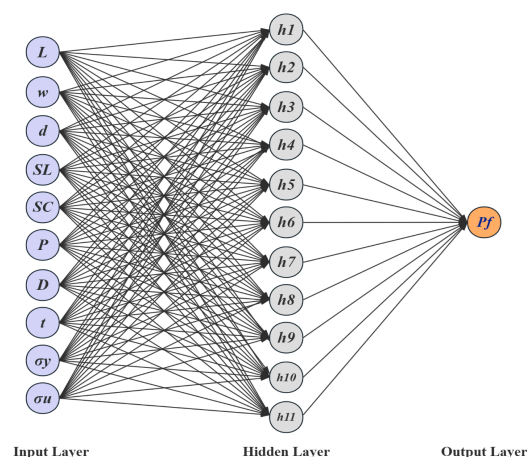 L
w
d
SL
SC
P
D
t
σy
σu
h1
h2
h3
h4
h5
h6
h7
h8
h9
h10
h11
Pf
Input Layer
Hidden Layer
Output Layer